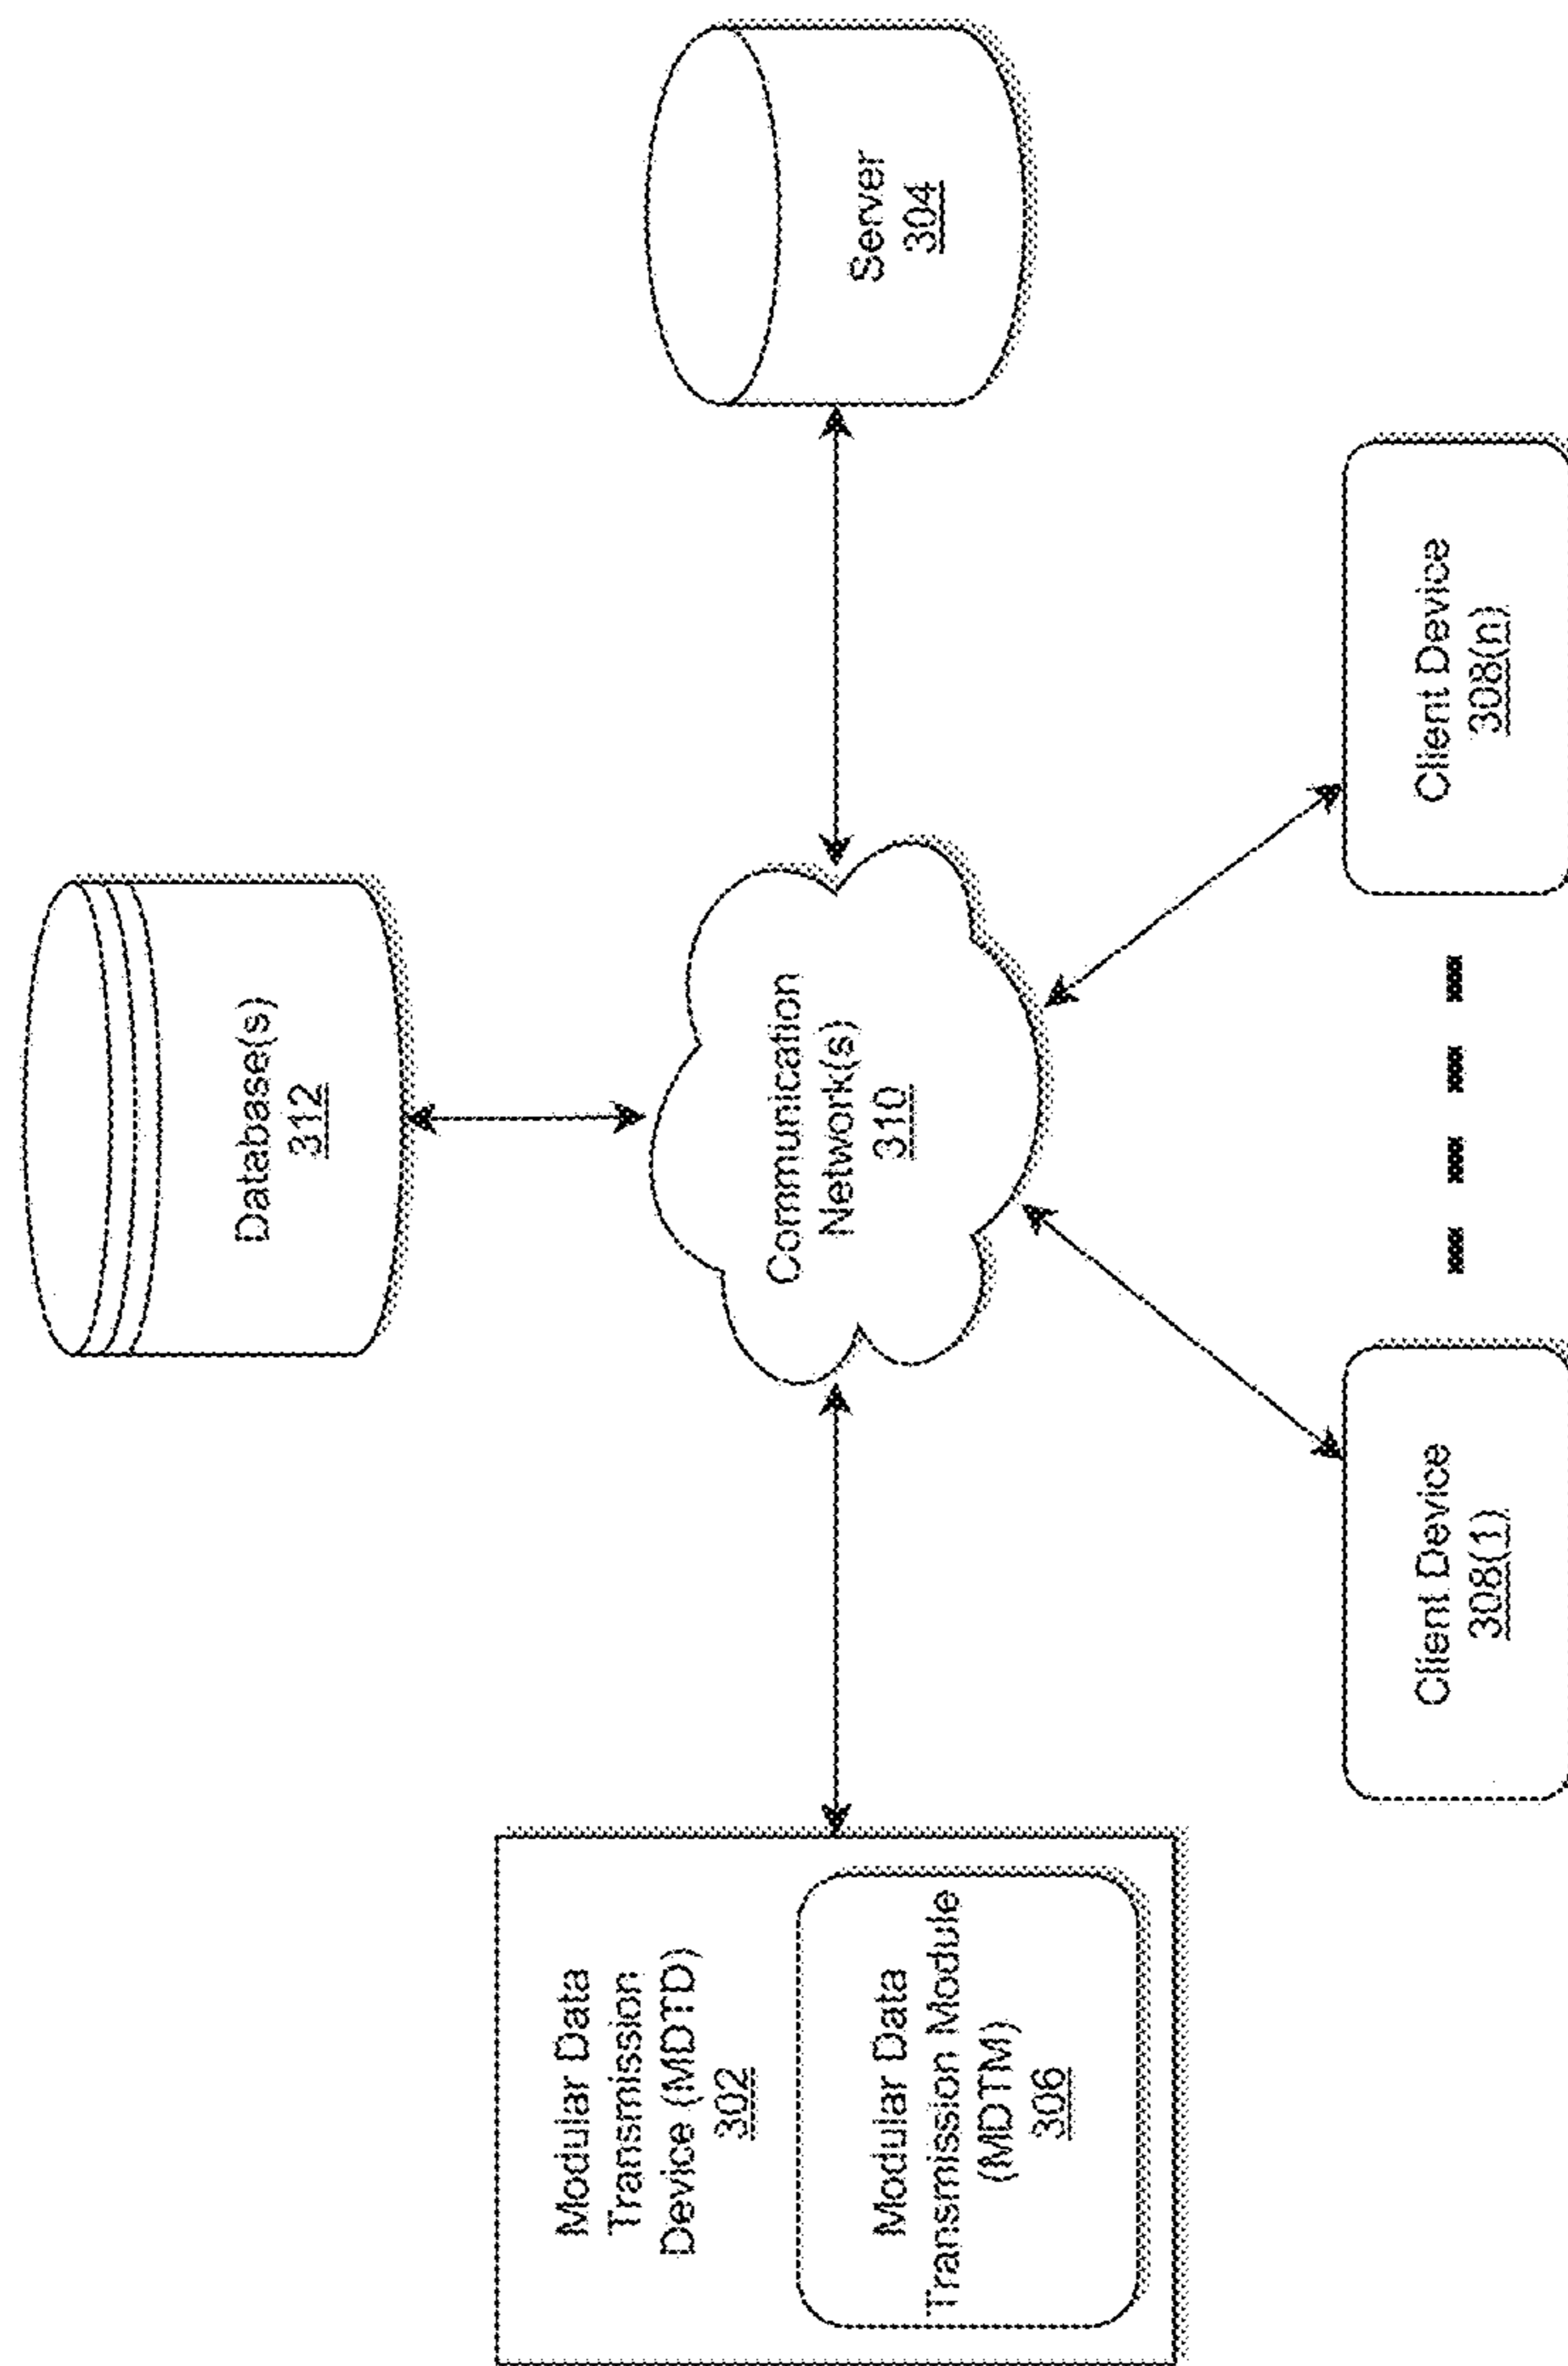 Database(s)
312
Modular Data
Transmission
Device (MDTD)
302
Modular Data
Transmission Module
(MDTM)
306
Communication
Network(s)
310
Server
304
Client Device
308(1)
Client Device
308(n)